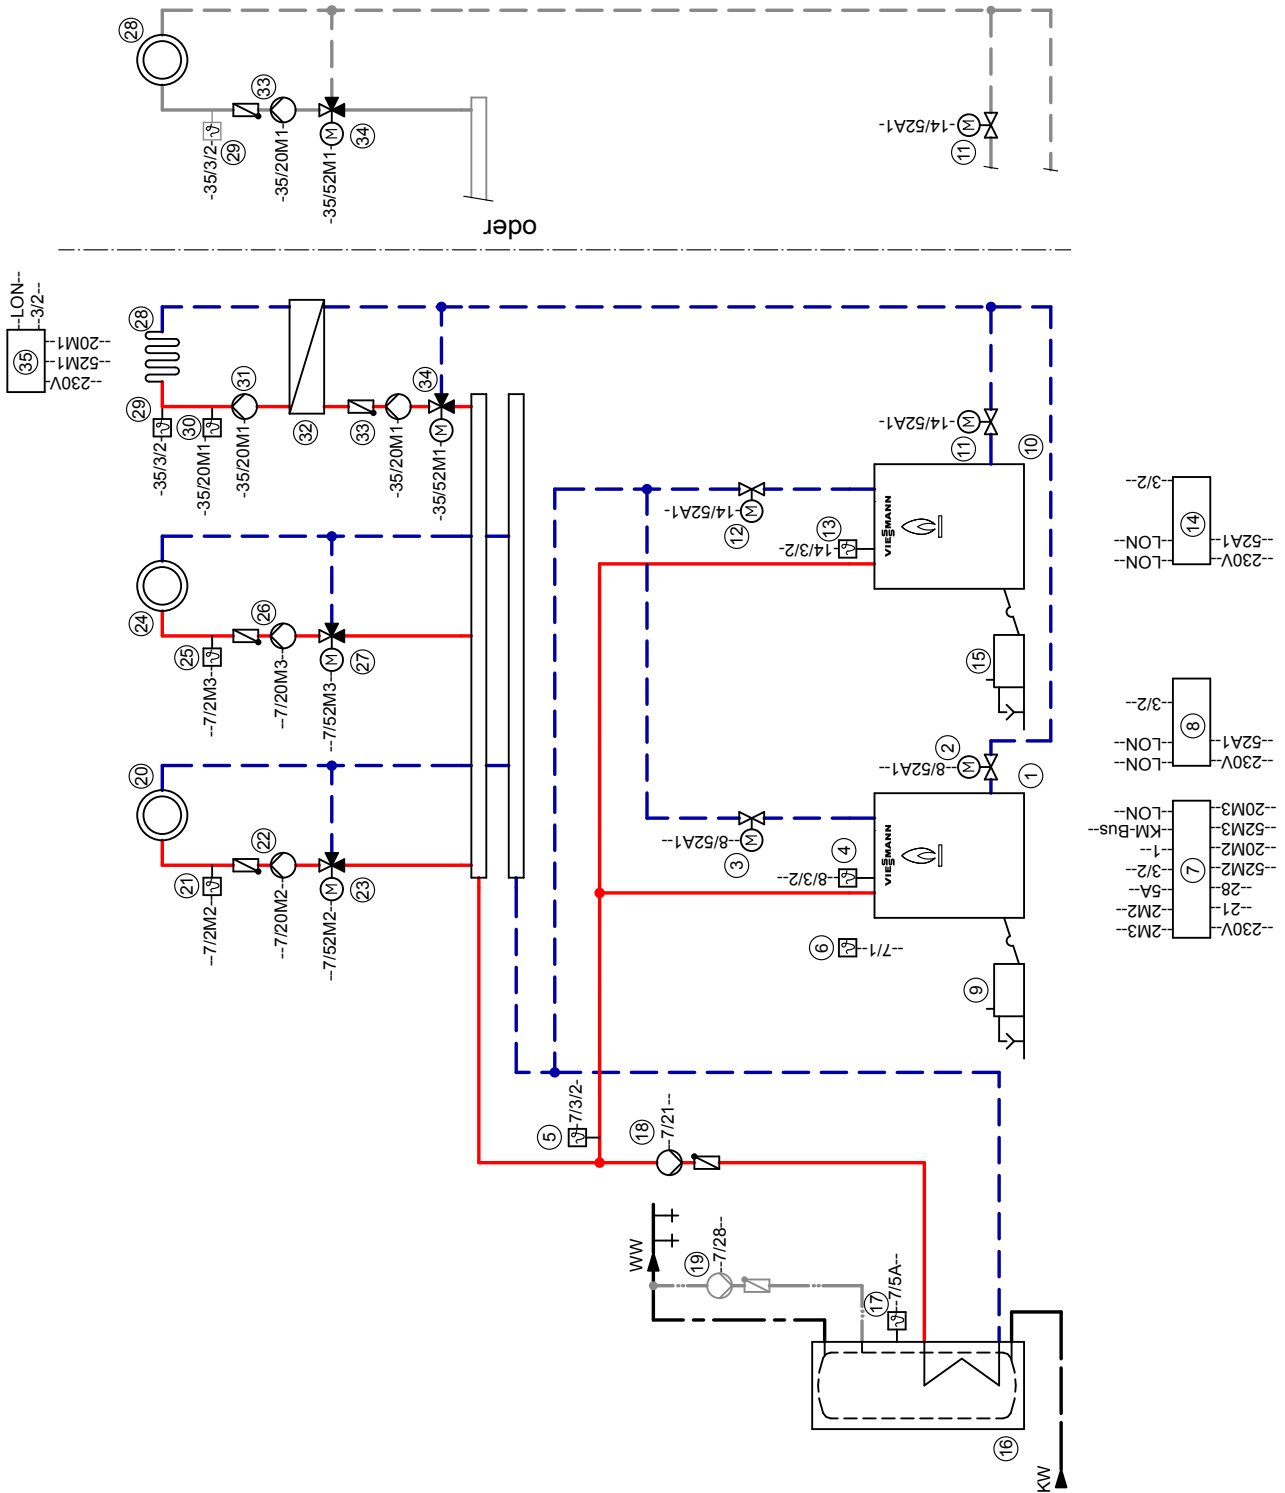 28
33
-35/3/2-
29
-35/20M1-
M
-35/52M1-
34
-14/52A1-
M
11
oder
35
--LON--
--3/2--
--20M1--
--52M1--
--230V--
28
29
-35/3/2-
30
-35/20M1-
31
-35/20M1-
32
33
-35/20M1-
34
M
-35/52M1-
-14/52A1-
M
11
10
24
25
--7/2M3--
26
--7/20M3--
M
--7/52M3--
27
12
M
-14/52A1-
13
-14/3/2-
VIESMANN
15
14
--3/2--
--LON--
--LON--
--52A1--
--230V--
20
21
--7/2M2--
22
--7/20M2--
M
--7/52M2--
23
2
M
--8/52A1--
1
3
M
--8/52A1--
4
--8/3/2--
VIESMANN
6
--7/1--
9
8
--3/2--
--LON--
--LON--
--52A1--
--230V--
7
--LON--
--KM-Bus--
--1--
--3/2--
--5A--
--2M2--
--2M3--
--20M3--
--52M3--
--20M2--
--52M2--
--28--
--21--
--230V--
5
-7/3/2-
18
--7/21--
WW
19
--7/28--
17
--7/5A--
16
KW